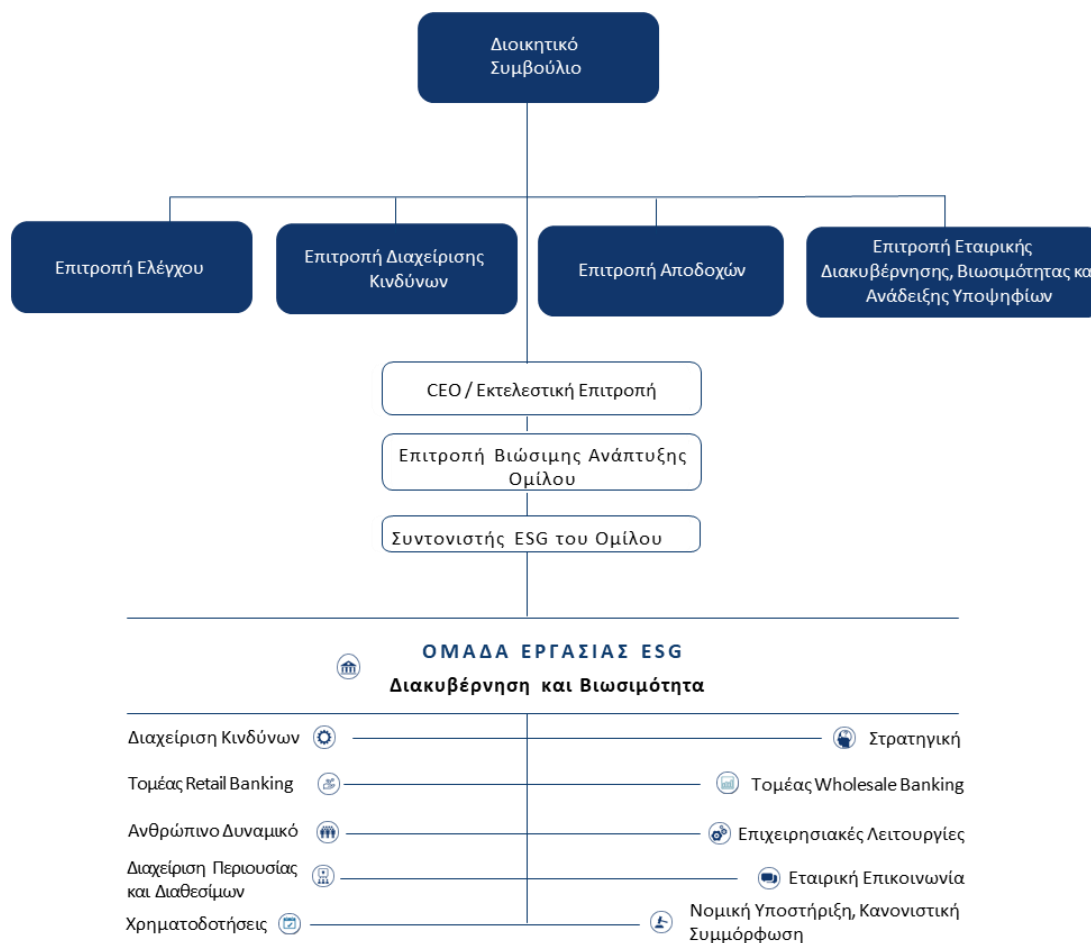 Διοικητικό
Συμβούλιο
Επιτροπή Ελέγχου
Επιτροπή Διαχείρισης
Κινδύνων
Επιτροπή Αποδοχών
Επιτροπή Εταιρικής
Διακυβέρνησης, Βιωσιμότητας κα
Ανάδειξης Υποψηφίων
CEO / Εκτελεστική Επιτροπή
Επιτροπή Βιώσιμης Ανάπτυξης
Ομίλου
Συντονιστής ESG του Ομίλου
ΟΜΑΔΑ ΕΡΓΑΣΙΑΣ ESG
Διακυβέρνηση και Βιωσιμότητα
Διαχείριση Κινδύνων
Στρατηγική
Τομέας Retail Banking
Τομέας Wholesale Banking
Ανθρώπινο Δυναμικό
Επιχειρησιακές Λειτουργίες
Διαχείριση Περιουσίας
και Διαθεσίμων
Εταιρική Επικοινωνία
Χρηματοδοτήσεις
Νομική Υποστήριξη, Κανονιστική
Συμμόρφωση